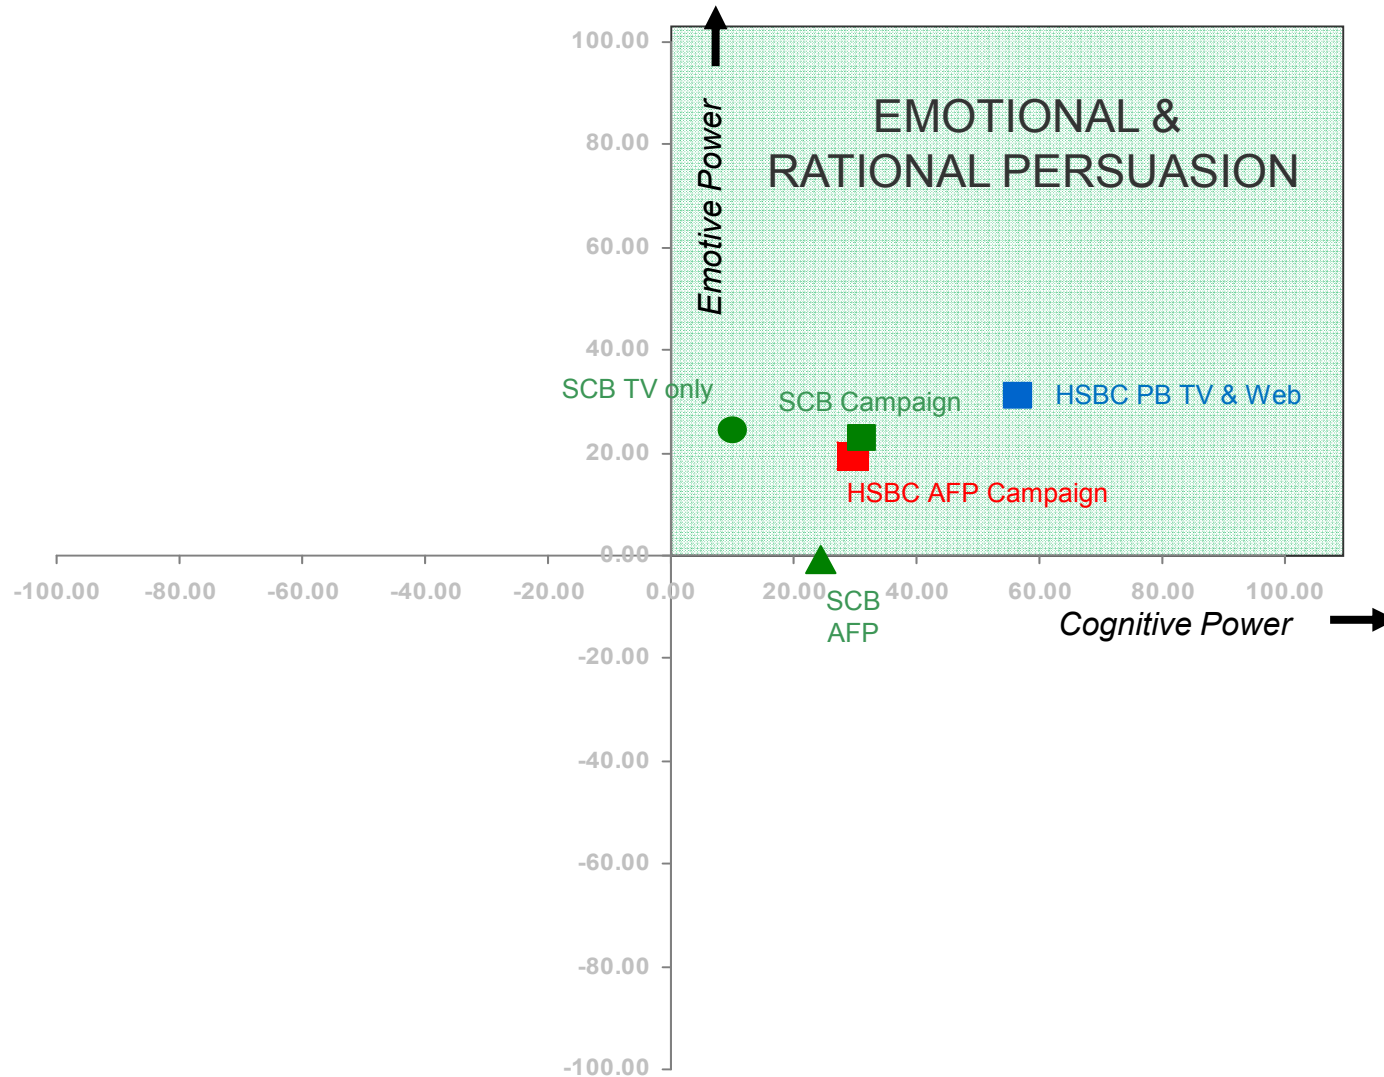 100.00
EMOTIONAL &
80.00
RATIONAL PERSUASION
Emotive Power
60.00
40.00
SCB TV only
SCB Campaign
HSBC PB TV & Web
20.00
HSBC AFP Campaign
0.00
-100.00 -80.00 -60.00 -40.00 -20.00 0.00 20.00 40.00 60.00 80.00 100.00
SCB
AFP
Cognitive Power
-20.00
-40.00
-60.00
-80.00
-100.00